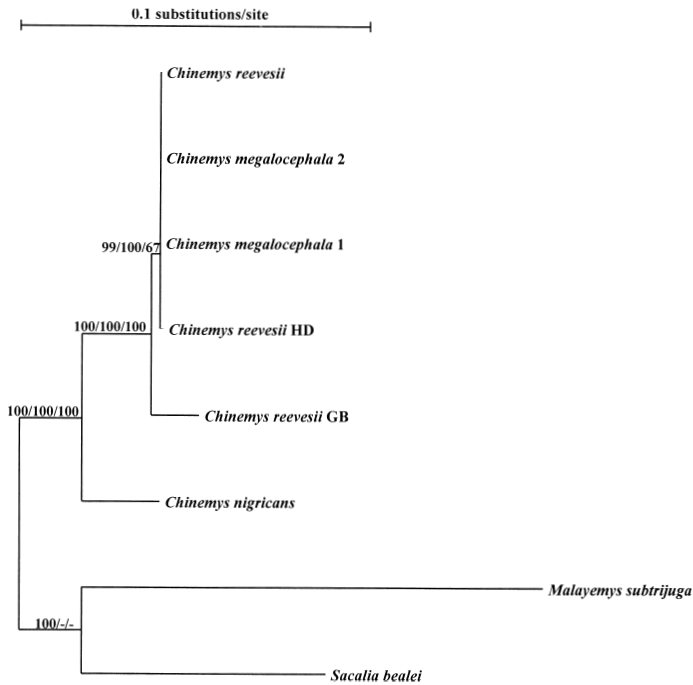 0.1 substitutions/site
Chinemys reevesii
Chinemys megalocephala 2
99/100/67
Chinemys megalocephala 1
100/100/100
Chinemys reevesii HD
100/100/100
Chinemys reevesii GB
Chinemys nigricans
Malayemys subtrijuga
100/-/-
Sacalia bealei